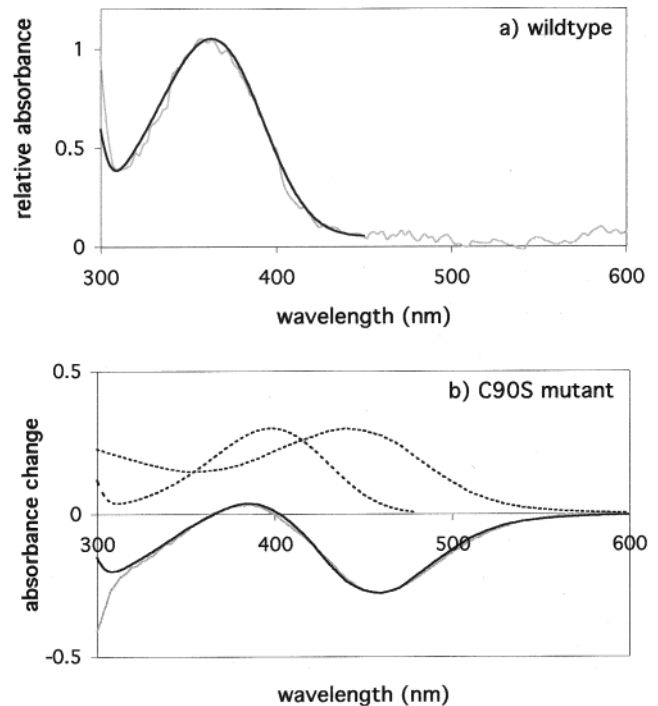 a) wildtype
relative absorbance
1
0.5
0
300 400 500 600
wavelength (nm)
b) C90S mutant
absorbance change
0.5
0
-0.5
300 400 500 600
wavelength (nm)